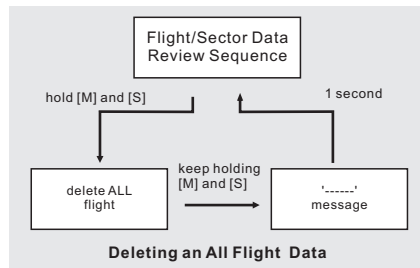 Flight/Sector Data
Review Sequence
hold [M] and [S]
1 second
delete ALL
flight
keep holding
[M] and [S]
'------'
message
Deleting an All Flight Data